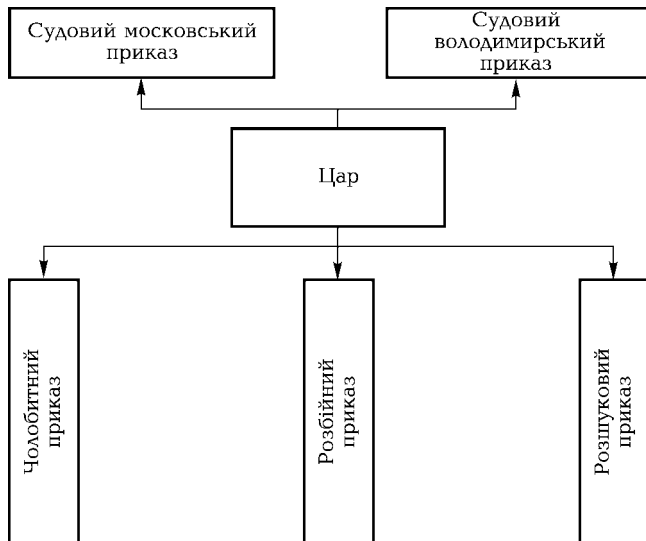 Судовий московський
приказ
Судовий
володимирський
приказ
Цар
Чолобитний
приказ
Розбійний
приказ
Розшуковий
приказ